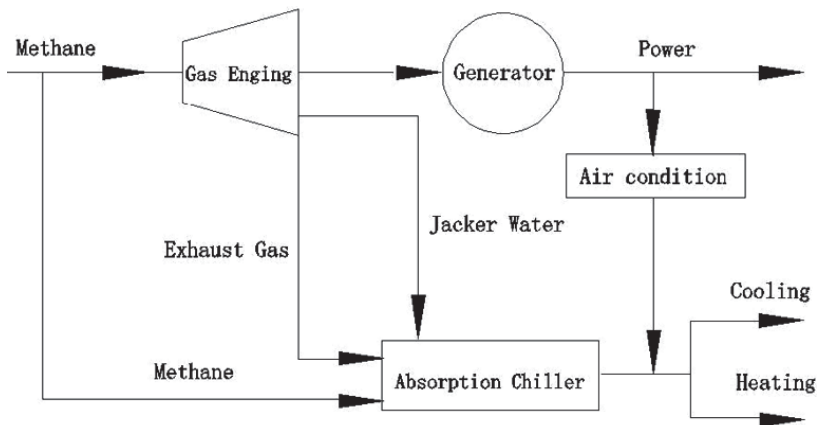 Methane
Gas Enging
Generator
Power
Air condition
Jacker Water
Exhaust Gas
Cooling
Methane
Absorption Chiller
Heating